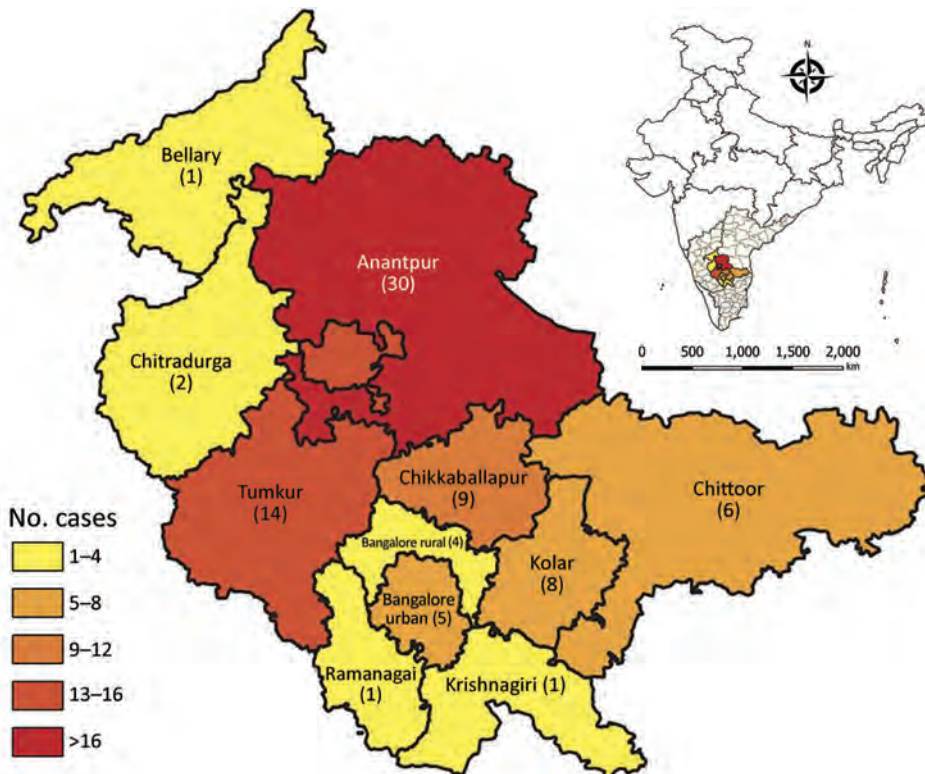 N
Bellary
(1)
Anantpur
(30)
0 500 1,000 1,500 2,000
km
Chitradurga
(2)
Tumkur
(14)
Chikkaballapur
(9)
Chittoor
(6)
Bangalore rural (4)
Kolar
(8)
Bangalore
urban (5)
Ramanagai
(1)
Krishnagiri (1)
No. cases
1–4
5–8
9–12
13–16
>16